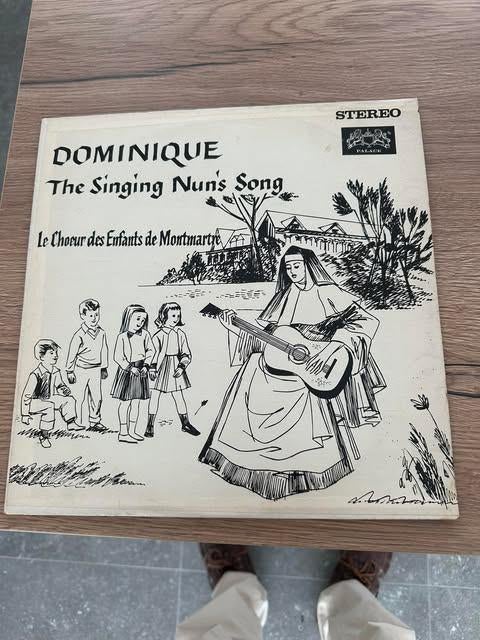 STEREO
PALACE
DOMINIQUE
The Singing Nun's Song
Le Choeur des Enfants de Montmartre